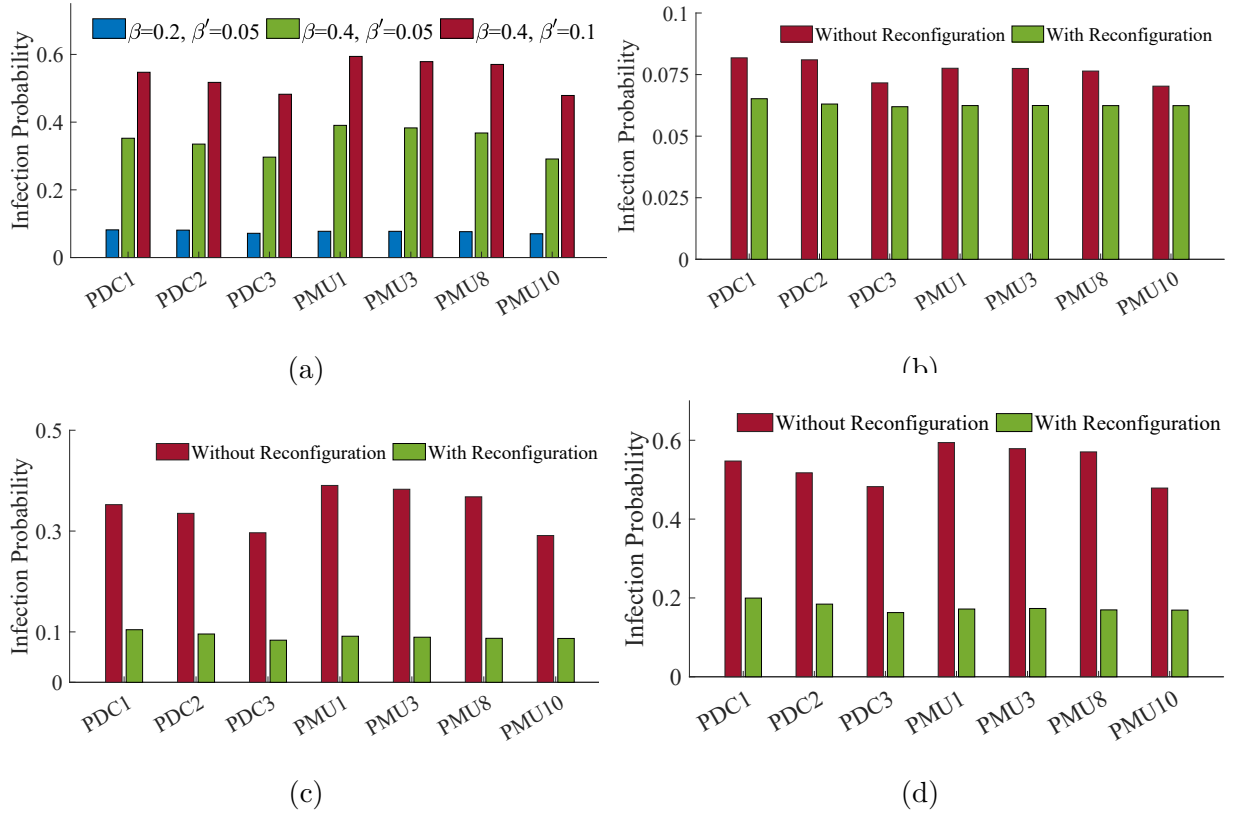 β=0.2, β′=0.05 β=0.4, β′=0.05 β=0.4, β′=0.1
Infection Probability
0.6
0.4
0.2
0
PDC1 PDC2 PDC3 PMU1 PMU3 PMU8 PMU10
(a)
Without Reconfiguration With Reconfiguration
Infection Probability
0.1
0.075
0.05
0.025
0
PDC1 PDC2 PDC3 PMU1 PMU3 PMU8 PMU10
(b)
Without Reconfiguration With Reconfiguration
Infection Probability
0.5
0.3
0.1
0
PDC1 PDC2 PDC3 PMU1 PMU3 PMU8 PMU10
(c)
Without Reconfiguration With Reconfiguration
Infection Probability
0.6
0.4
0.2
0
PDC1 PDC2 PDC3 PMU1 PMU3 PMU8 PMU10
(d)